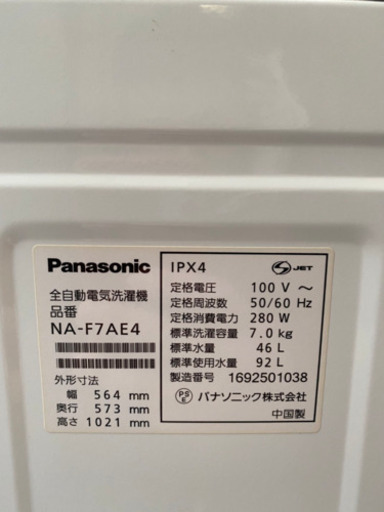 Panasonic
全自動電気洗濯機
品番
NA-F7AE4
外形寸法
幅 564 mm
奥行 573 mm
高さ 1021 mm
IPX4
S JET
定格電圧 100 V ～
定格周波数 50/60 Hz
定格消費電力 280 W
標準洗濯容量 7.0 kg
標準水量 46 L
標準使用水量 92 L
製造番号 1692501038
PS E パナソニック株式会社
中国製